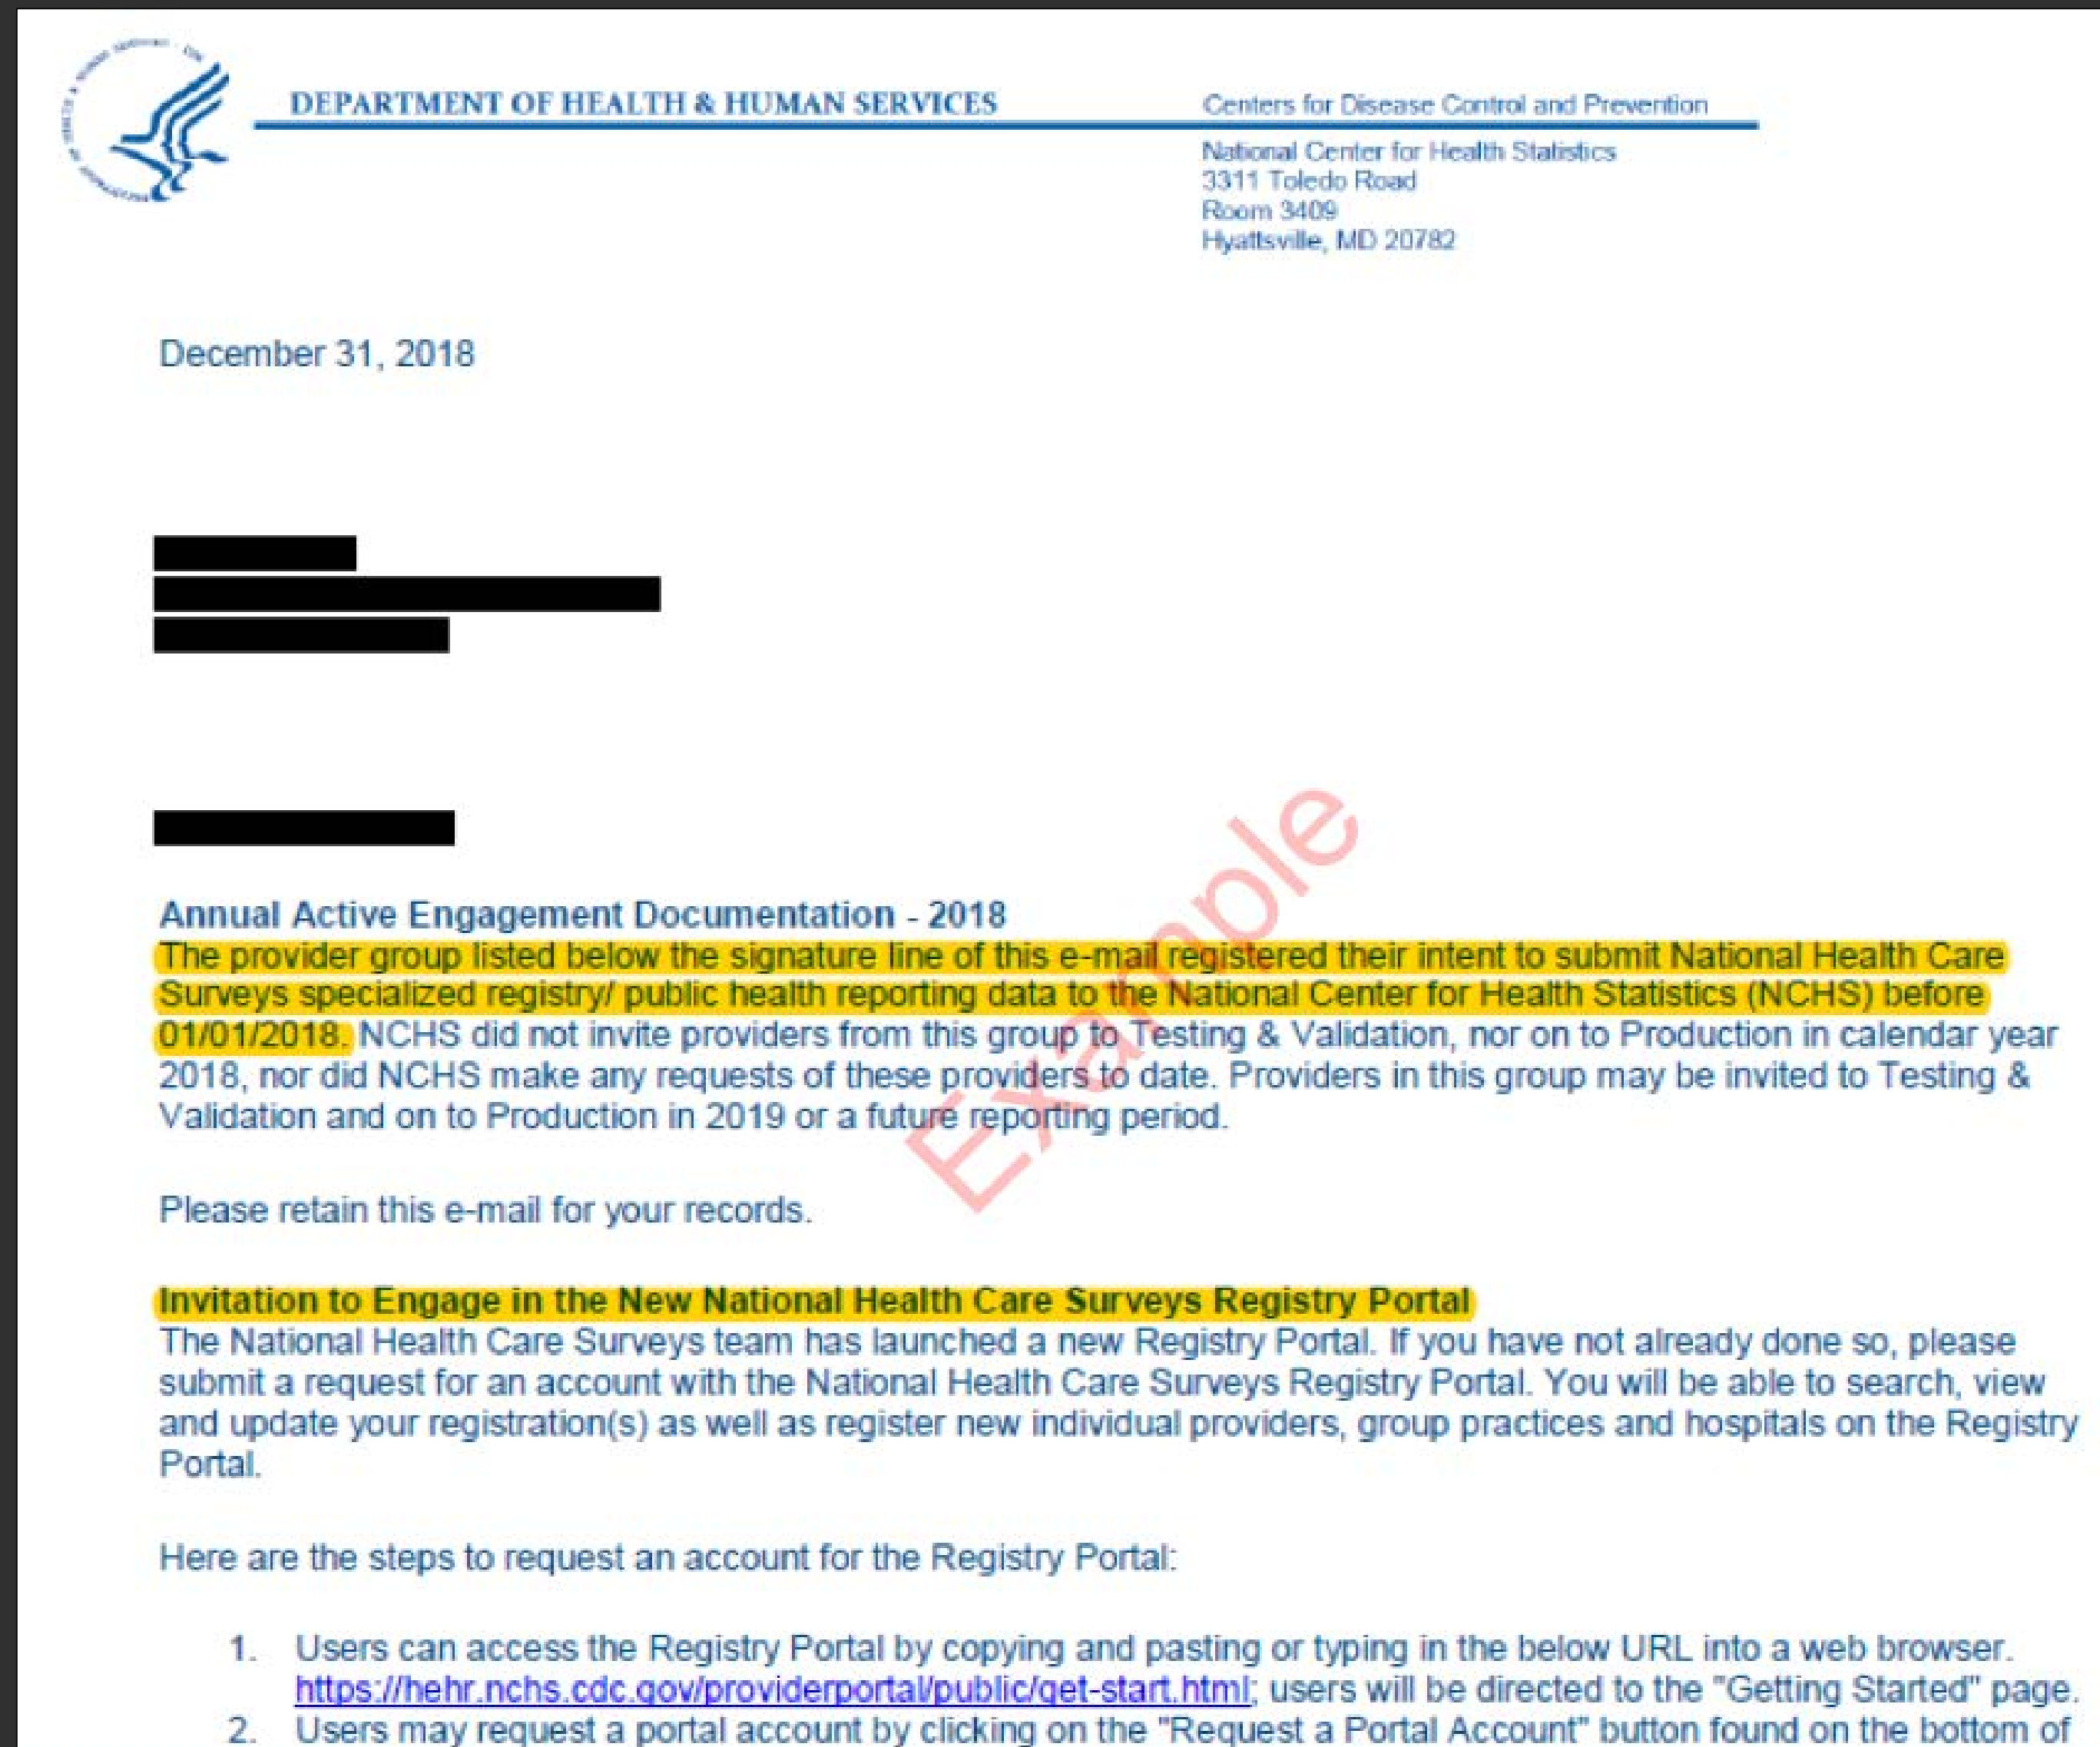 DEPARTMENT OF HEALTH & HUMAN SERVICES
Centers for Disease Control and Prevention
National Center for Health Statistics
3311 Toledo Road
Room 3409
Hyattsville, MD 20782
December 31, 2018
Example
Annual Active Engagement Documentation - 2018
The provider group listed below the signature line of this e-mail registered their intent to submit National Health Care
Surveys specialized registry/ public health reporting data to the National Center for Health Statistics (NCHS) before
01/01/2018. NCHS did not invite providers from this group to Testing & Validation, nor on to Production in calendar year
2018, nor did NCHS make any requests of these providers to date. Providers in this group may be invited to Testing &
Validation and on to Production in 2019 or a future reporting period.
Please retain this e-mail for your records.
Invitation to Engage in the New National Health Care Surveys Registry Portal
The National Health Care Surveys team has launched a new Registry Portal. If you have not already done so, please
submit a request for an account with the National Health Care Surveys Registry Portal. You will be able to search, view
and update your registration(s) as well as register new individual providers, group practices and hospitals on the Registry
Portal.
Here are the steps to request an account for the Registry Portal:
1. Users can access the Registry Portal by copying and pasting or typing in the below URL into a web browser.
https://hehr.nchs.cdc.gov/providerportal/public/get-start.html; users will be directed to the "Getting Started" page.
2. Users may request a portal account by clicking on the "Request a Portal Account" button found on the bottom of